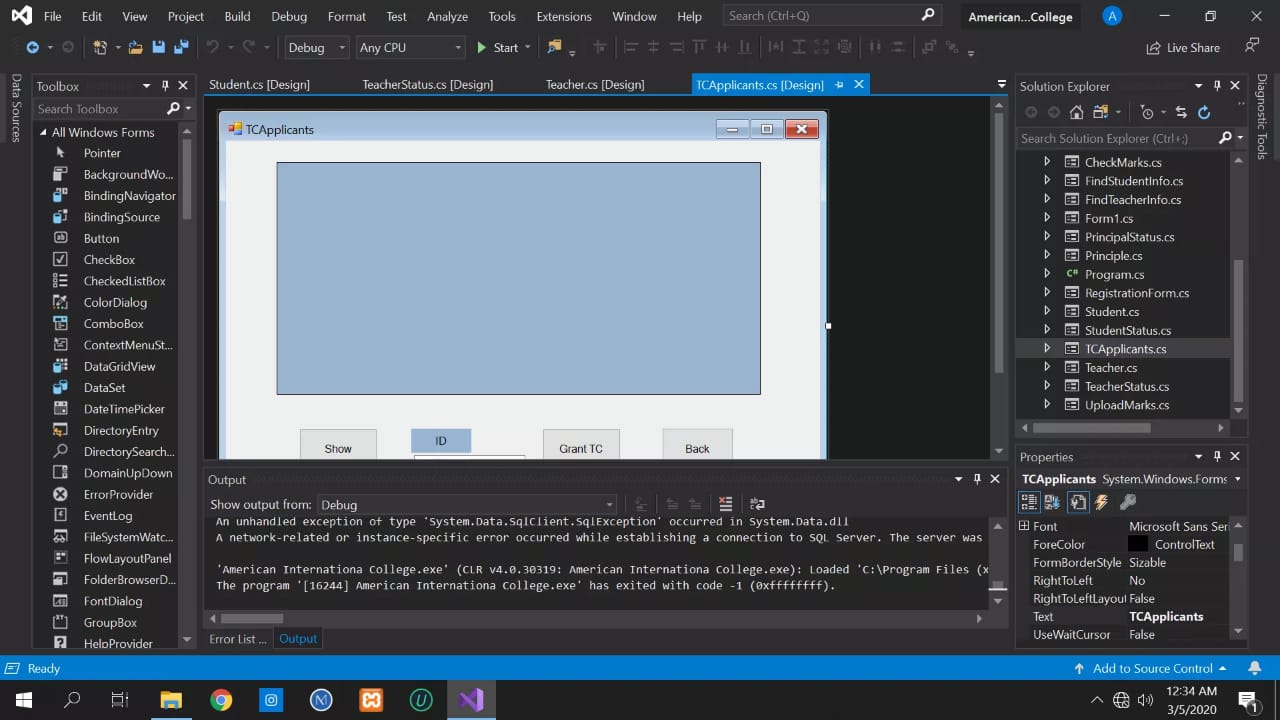 File Edit View Project Build Debug Format Test Analyze Tools Extensions Window Help Search (Ctrl+Q) American...College A
Debug Any CPU Start Live Share
Data Sources
Toolbox
Search Toolbox
All Windows Forms
Pointer
BackgroundWo...
BindingNavigator
BindingSource
Button
CheckBox
CheckedListBox
ColorDialog
ComboBox
ContextMenuSt...
DataGridView
DataSet
DateTimePicker
DirectoryEntry
DirectorySearch...
DomainUpDown
ErrorProvider
EventLog
FileSystemWatc...
FlowLayoutPanel
FolderBrowserD...
FontDialog
GroupBox
HelpProvider
Student.cs [Design] TeacherStatus.cs [Design] Teacher.cs [Design] TCApplicants.cs [Design]
TCApplicants
Show ID Grant TC Back
Output
Show output from: Debug
An unhandled exception of type 'System.Data.SqlClient.SqlException' occurred in System.Data.dll
A network-related or instance-specific error occurred while establishing a connection to SQL Server. The server was
'American Internationa College.exe' (CLR v4.0.30319: American Internationa College.exe): Loaded 'C:\Program Files (x
The program '[16244] American Internationa College.exe' has exited with code -1 (0xffffffff).
Error List ... Output
Solution Explorer
Search Solution Explorer (Ctrl+;)
CheckMarks.cs
FindStudentInfo.cs
FindTeacherInfo.cs
Form1.cs
PrincipalStatus.cs
Principle.cs
C# Program.cs
RegistrationForm.cs
Student.cs
StudentStatus.cs
TCApplicants.cs
Teacher.cs
TeacherStatus.cs
UploadMarks.cs
Properties
TCApplicants System.Windows.Forms
Font Microsoft Sans Seri
ForeColor ControlText
FormBorderStyle Sizable
RightToLeft No
RightToLeftLayout False
Text TCApplicants
UseWaitCursor False
Diagnostic Tools
Ready Add to Source Control
12:34 AM
3/5/2020
1